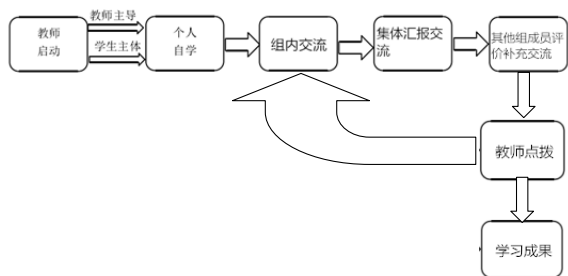 教师
启动
教师主导
学生主体
个人
自学
组内交流
集体汇报交
流
其他组成员评
价补充交流
教师点拨
学习成果